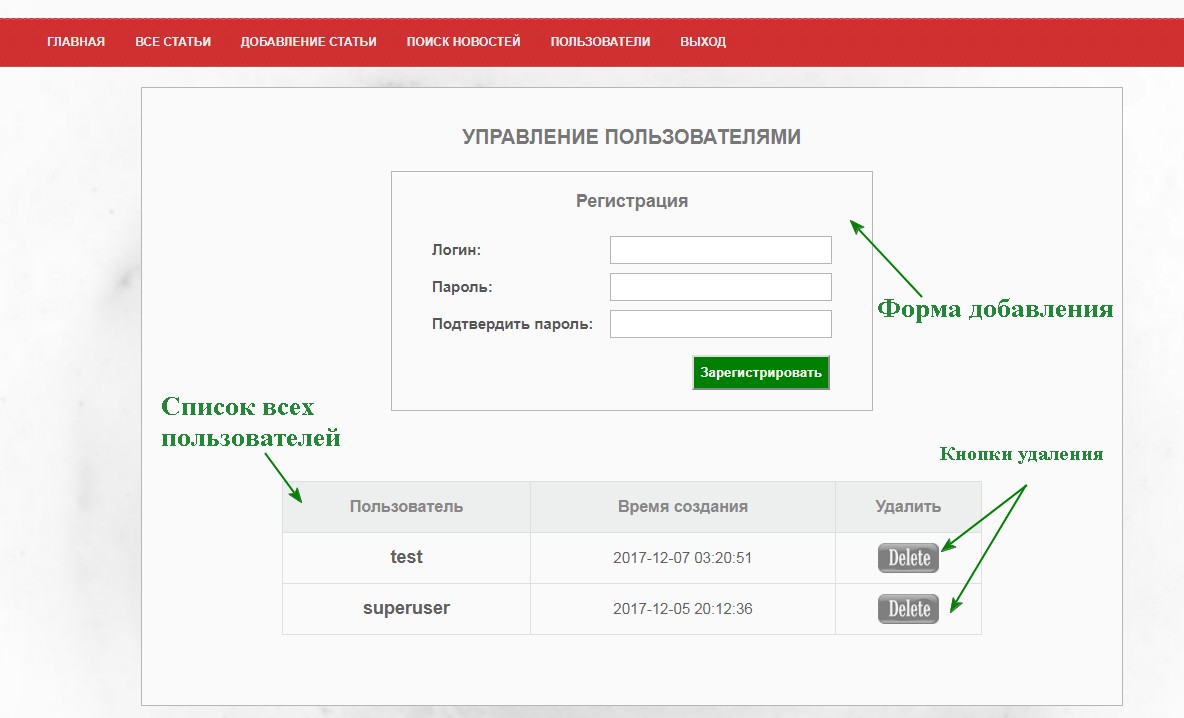 ГЛАВНАЯ ВСЕ СТАТЬИ ДОБАВЛЕНИЕ СТАТЬИ ПОИСК НОВОСТЕЙ ПОЛЬЗОВАТЕЛИ ВЫХОД
УПРАВЛЕНИЕ ПОЛЬЗОВАТЕЛЯМИ
Регистрация
Логин:
Пароль:
Подтвердить пароль:
Зарегистрировать
Форма добавления
Список всех
пользователей
Кнопки удаления
Пользователь Время создания Удалить
test 2017-12-07 03:20:51 Delete
superuser 2017-12-05 20:12:36 Delete